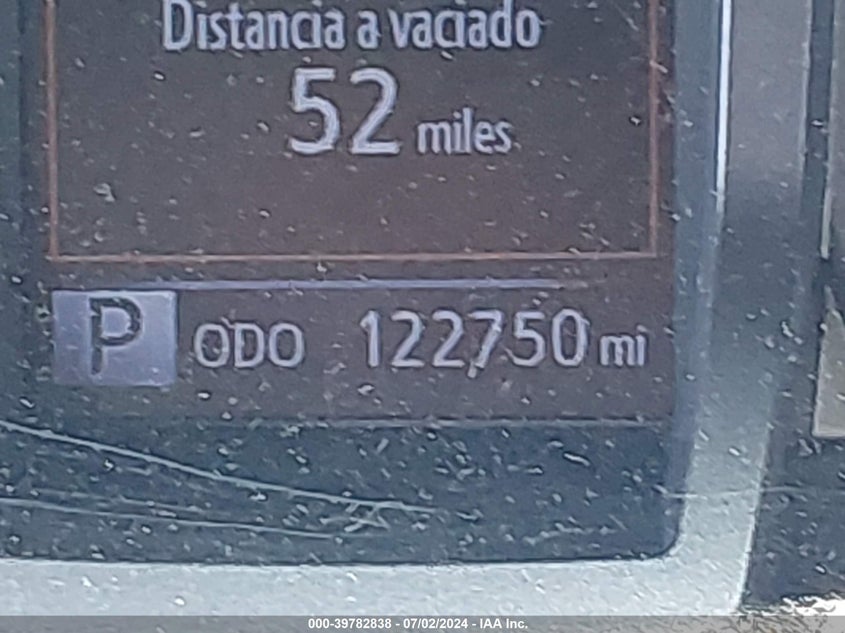 Distancia a vaciado
52 miles
P ODO 122750 mi
000-39782838 - 07/02/2024 - IAA Inc.